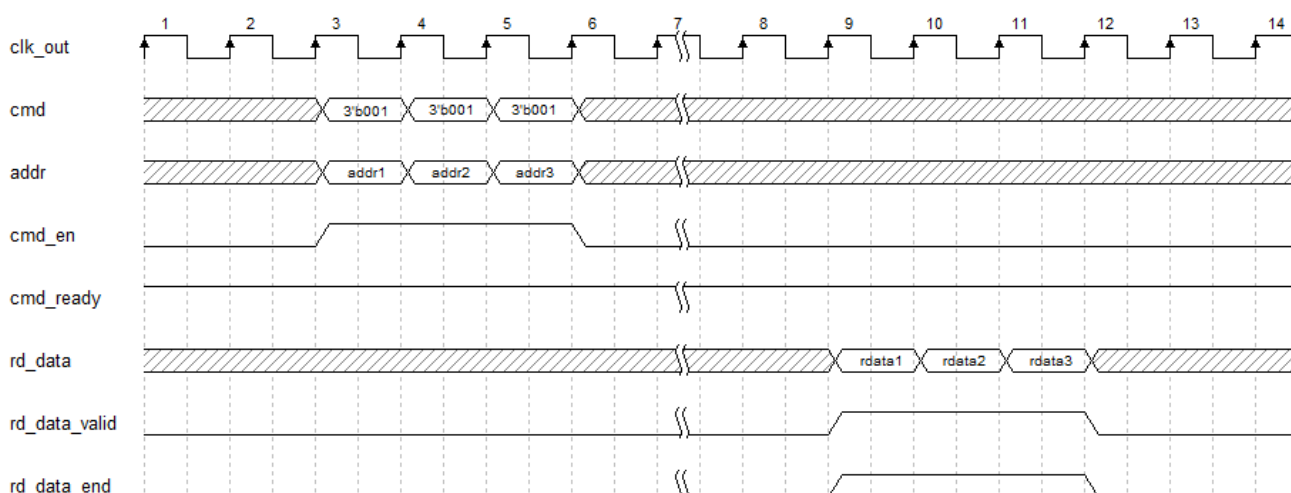 1 2 3 4 5 6 7 8 9 10 11 12 13 14
clk_out
cmd 3'b001 3'b001 3'b001
addr addr1 addr2 addr3
cmd_en
cmd_ready
rd_data rdata1 rdata2 rdata3
rd_data_valid
rd_data_end